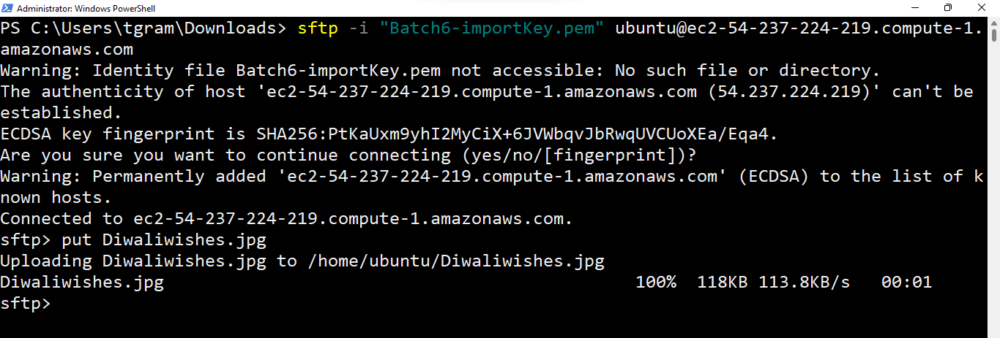 Administrator: Windows PowerShell
PS C:\Users\tgram\Downloads> sftp -i "Batch6-importKey.pem" ubuntu@ec2-54-237-224-219.compute-1.
amazonaws.com
Warning: Identity file Batch6-importKey.pem not accessible: No such file or directory.
The authenticity of host 'ec2-54-237-224-219.compute-1.amazonaws.com (54.237.224.219)' can't be
established.
ECDSA key fingerprint is SHA256:PtKaUxm9yhI2MyCiX+6JVWbqvJbRwqUVCUoXEa/Eqa4.
Are you sure you want to continue connecting (yes/no/[fingerprint])?
Warning: Permanently added 'ec2-54-237-224-219.compute-1.amazonaws.com' (ECDSA) to the list of k
nown hosts.
Connected to ec2-54-237-224-219.compute-1.amazonaws.com.
sftp> put Diwaliwishes.jpg
Uploading Diwaliwishes.jpg to /home/ubuntu/Diwaliwishes.jpg
Diwaliwishes.jpg 100% 118KB 113.8KB/s 00:01
sftp>